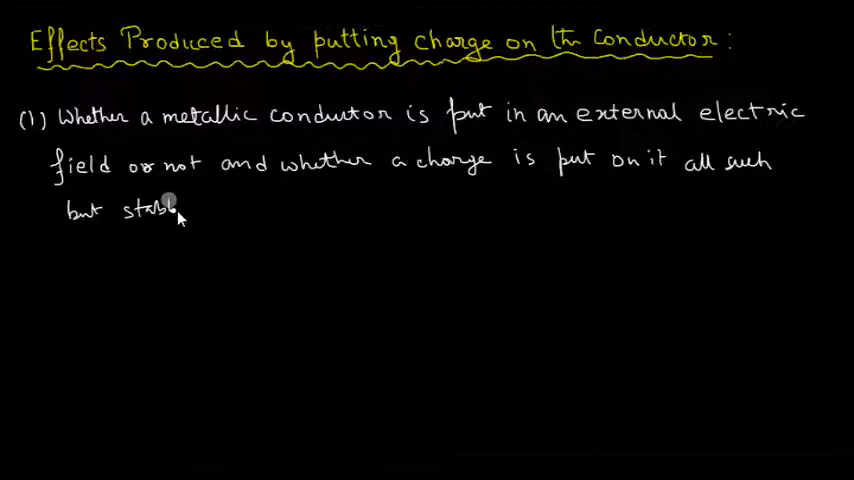 Effects Produced by putting charge on the Conductor :
(1) Whether a metallic conductor is put in an external electric
field or not and whether a charge is put on it all such
but stabl